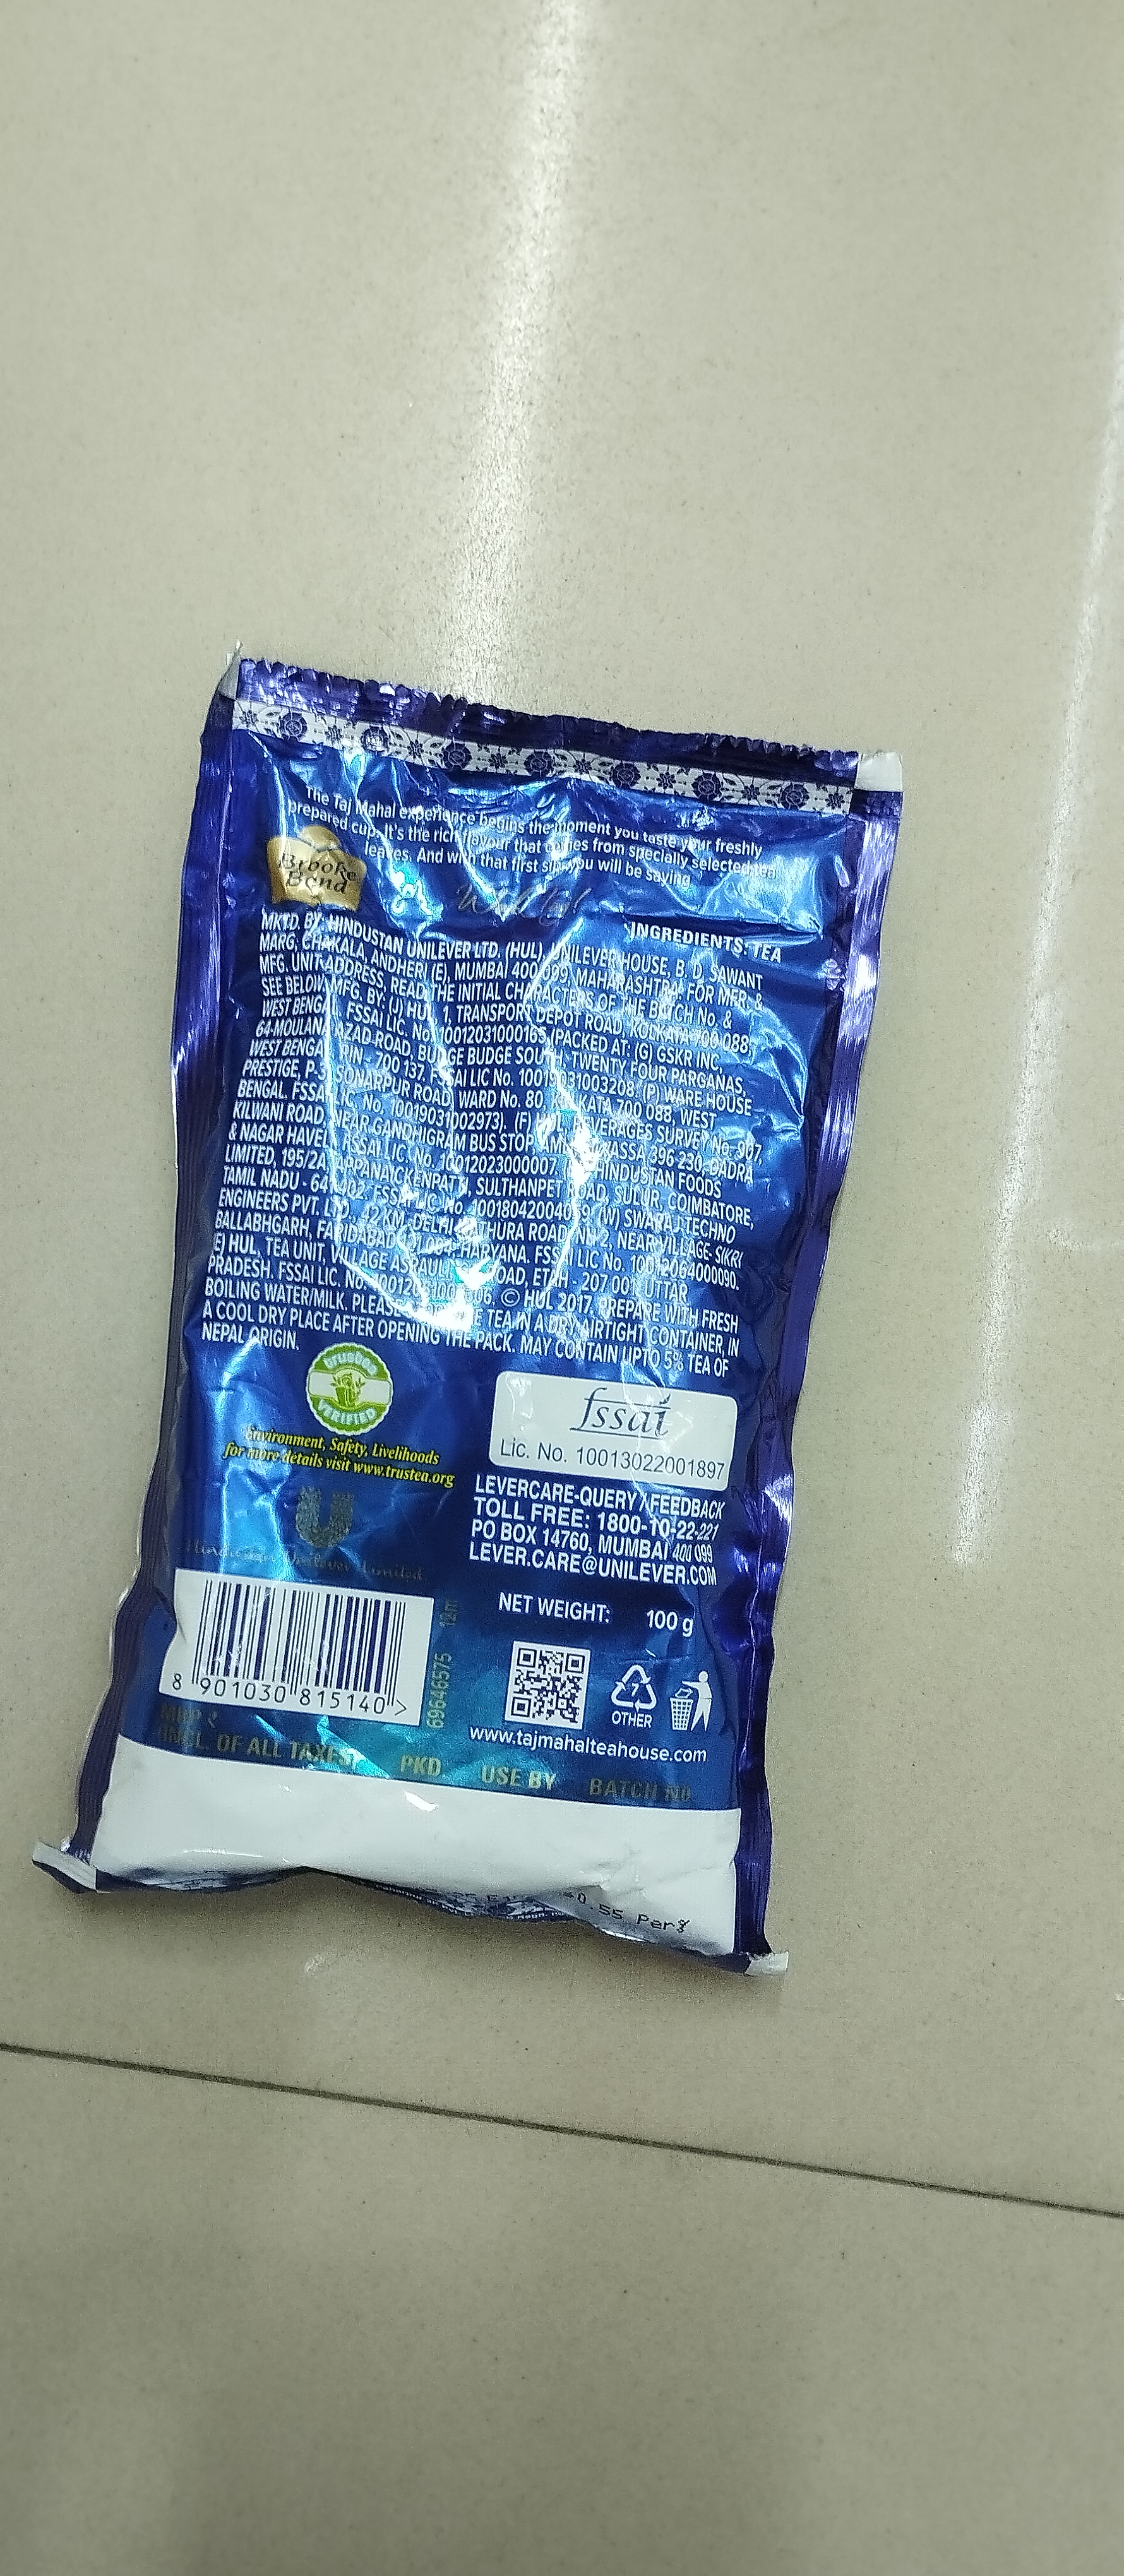 The Taj Mahal experience begins the moment you taste your freshly
prepared cup. It's the rich flavour that comes from specially selected tea
leaves. And with that first sip you will be saying
Brooke
Bond
INGREDIENTS: TEA
MKTD. BY: HINDUSTAN UNILEVER LTD. (HUL), UNILEVER HOUSE, B. D. SAWANT
MARG, CHAKALA, ANDHERI (E), MUMBAI 400 099, MAHARASHTRA. FOR MFR. &
MFG. UNIT ADDRESS, READ THE INITIAL CHARACTERS OF THE BATCH No. &
SEE BELOW MFG. BY: (J) HUL 1, TRANSPORT DEPOT ROAD, KOLKATA 700 088,
WEST BENGAL FSSAI LIC. No. (PACKED AT: (G) GSKR INC,
64-MOULANA AZAD ROAD, BUDGE BUDGE SOUTH TWENTY FOUR PARGANAS,
WEST BENGAL PIN - 700 137. FSSAI LIC No. 10019031003208. (P) WARE HOUSE
PRESTIGE, SONARPUR ROAD, WARD No. 80, KOLKATA 700 088, WEST
BENGAL. FSSAI LIC. No. 10019031002973). (F) BEVERAGES SURVEY No. 907,
KILWANI ROAD, NEAR GANDHIGRAM BUS STOP, 396 230, DADRA
& NAGAR HAVELI. FSSAI LIC. No. 10012023000007. HINDUSTAN FOODS
LIMITED, 195/2A, SULTHANPET ROAD, SULUR, COIMBATORE,
TAMIL NADU - FSSAI LIC No. (W) SWARAJ TECHNO
ENGINEERS PVT. LTD., DELHI MATHURA ROAD, NH-2, NEAR VILLAGE SIKRI
BALLABHGARH, FARIDABAD HARYANA. FSSAI LIC No. 10012064000090.
E) HUL, TEA UNIT, VILLAGE ASRAULI, ROAD, ETAH - 207 001 UTTAR
PRADESH. FSSAI LIC. No. © HUL 2017. PREPARE WITH FRESH
BOILING WATER/MILK. PLEASE TEA IN A DRY AIRTIGHT CONTAINER, IN
A COOL DRY PLACE AFTER OPENING THE PACK. MAY CONTAIN UPTO 5% TEA OF
NEPAL ORIGIN.
trustea
VERIFIED
Environment, Safety, Livelihoods
for more details visit www.trustea.org
fssai
Lic. No. 10013022001897
LEVERCARE-QUERY / FEEDBACK
TOLL FREE: 1800-10-22-221
PO BOX 14760, MUMBAI 400 099
LEVER.CARE@UNILEVER.COM
Hindustan Unilever Limited
NET WEIGHT: 100 g
8 901030 815140 >
69646575 12m
7
OTHER
www.tajmahalteahouse.com
MRP ₹
(INCL. OF ALL TAXES)
PKD
USE BY
BATCH No
0.55 Per g